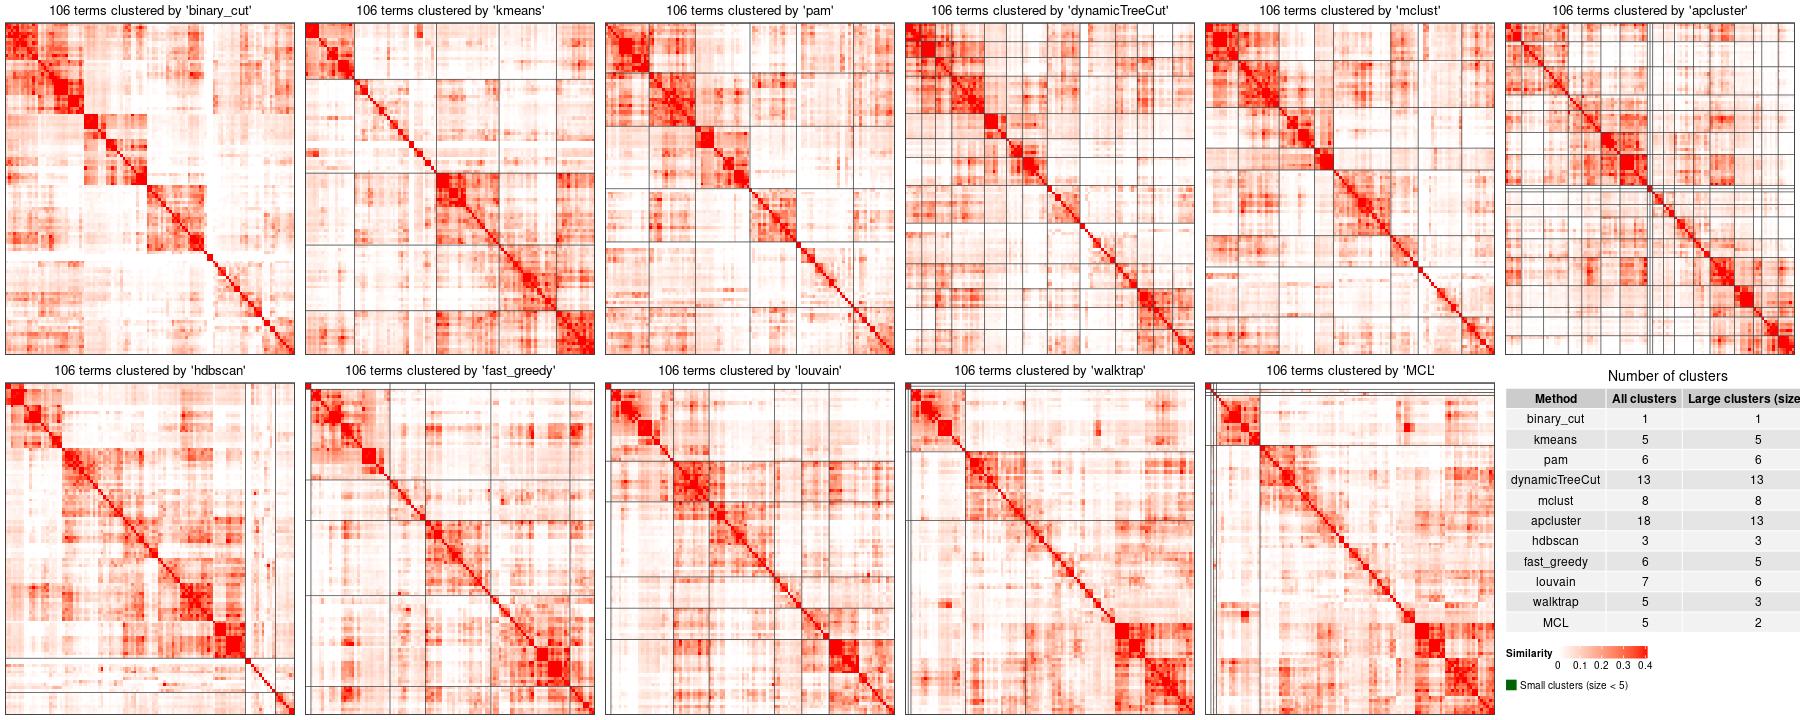 106 terms clustered by 'binary_cut'
106 terms clustered by 'kmeans'
106 terms clustered by 'pam'
106 terms clustered by 'dynamicTreeCut'
106 terms clustered by 'mclust'
106 terms clustered by 'apcluster'
106 terms clustered by 'hdbscan'
106 terms clustered by 'fast_greedy'
106 terms clustered by 'louvain'
106 terms clustered by 'walktrap'
106 terms clustered by 'MCL'
Number of clusters
Method All clusters Large clusters (size
binary_cut 1 1
kmeans 5 5
pam 6 6
dynamicTreeCut 13 13
mclust 8 8
apcluster 18 13
hdbscan 3 3
fast_greedy 6 5
louvain 7 6
walktrap 5 3
MCL 5 2
Similarity
0 0.1 0.2 0.3 0.4
Small clusters (size < 5)